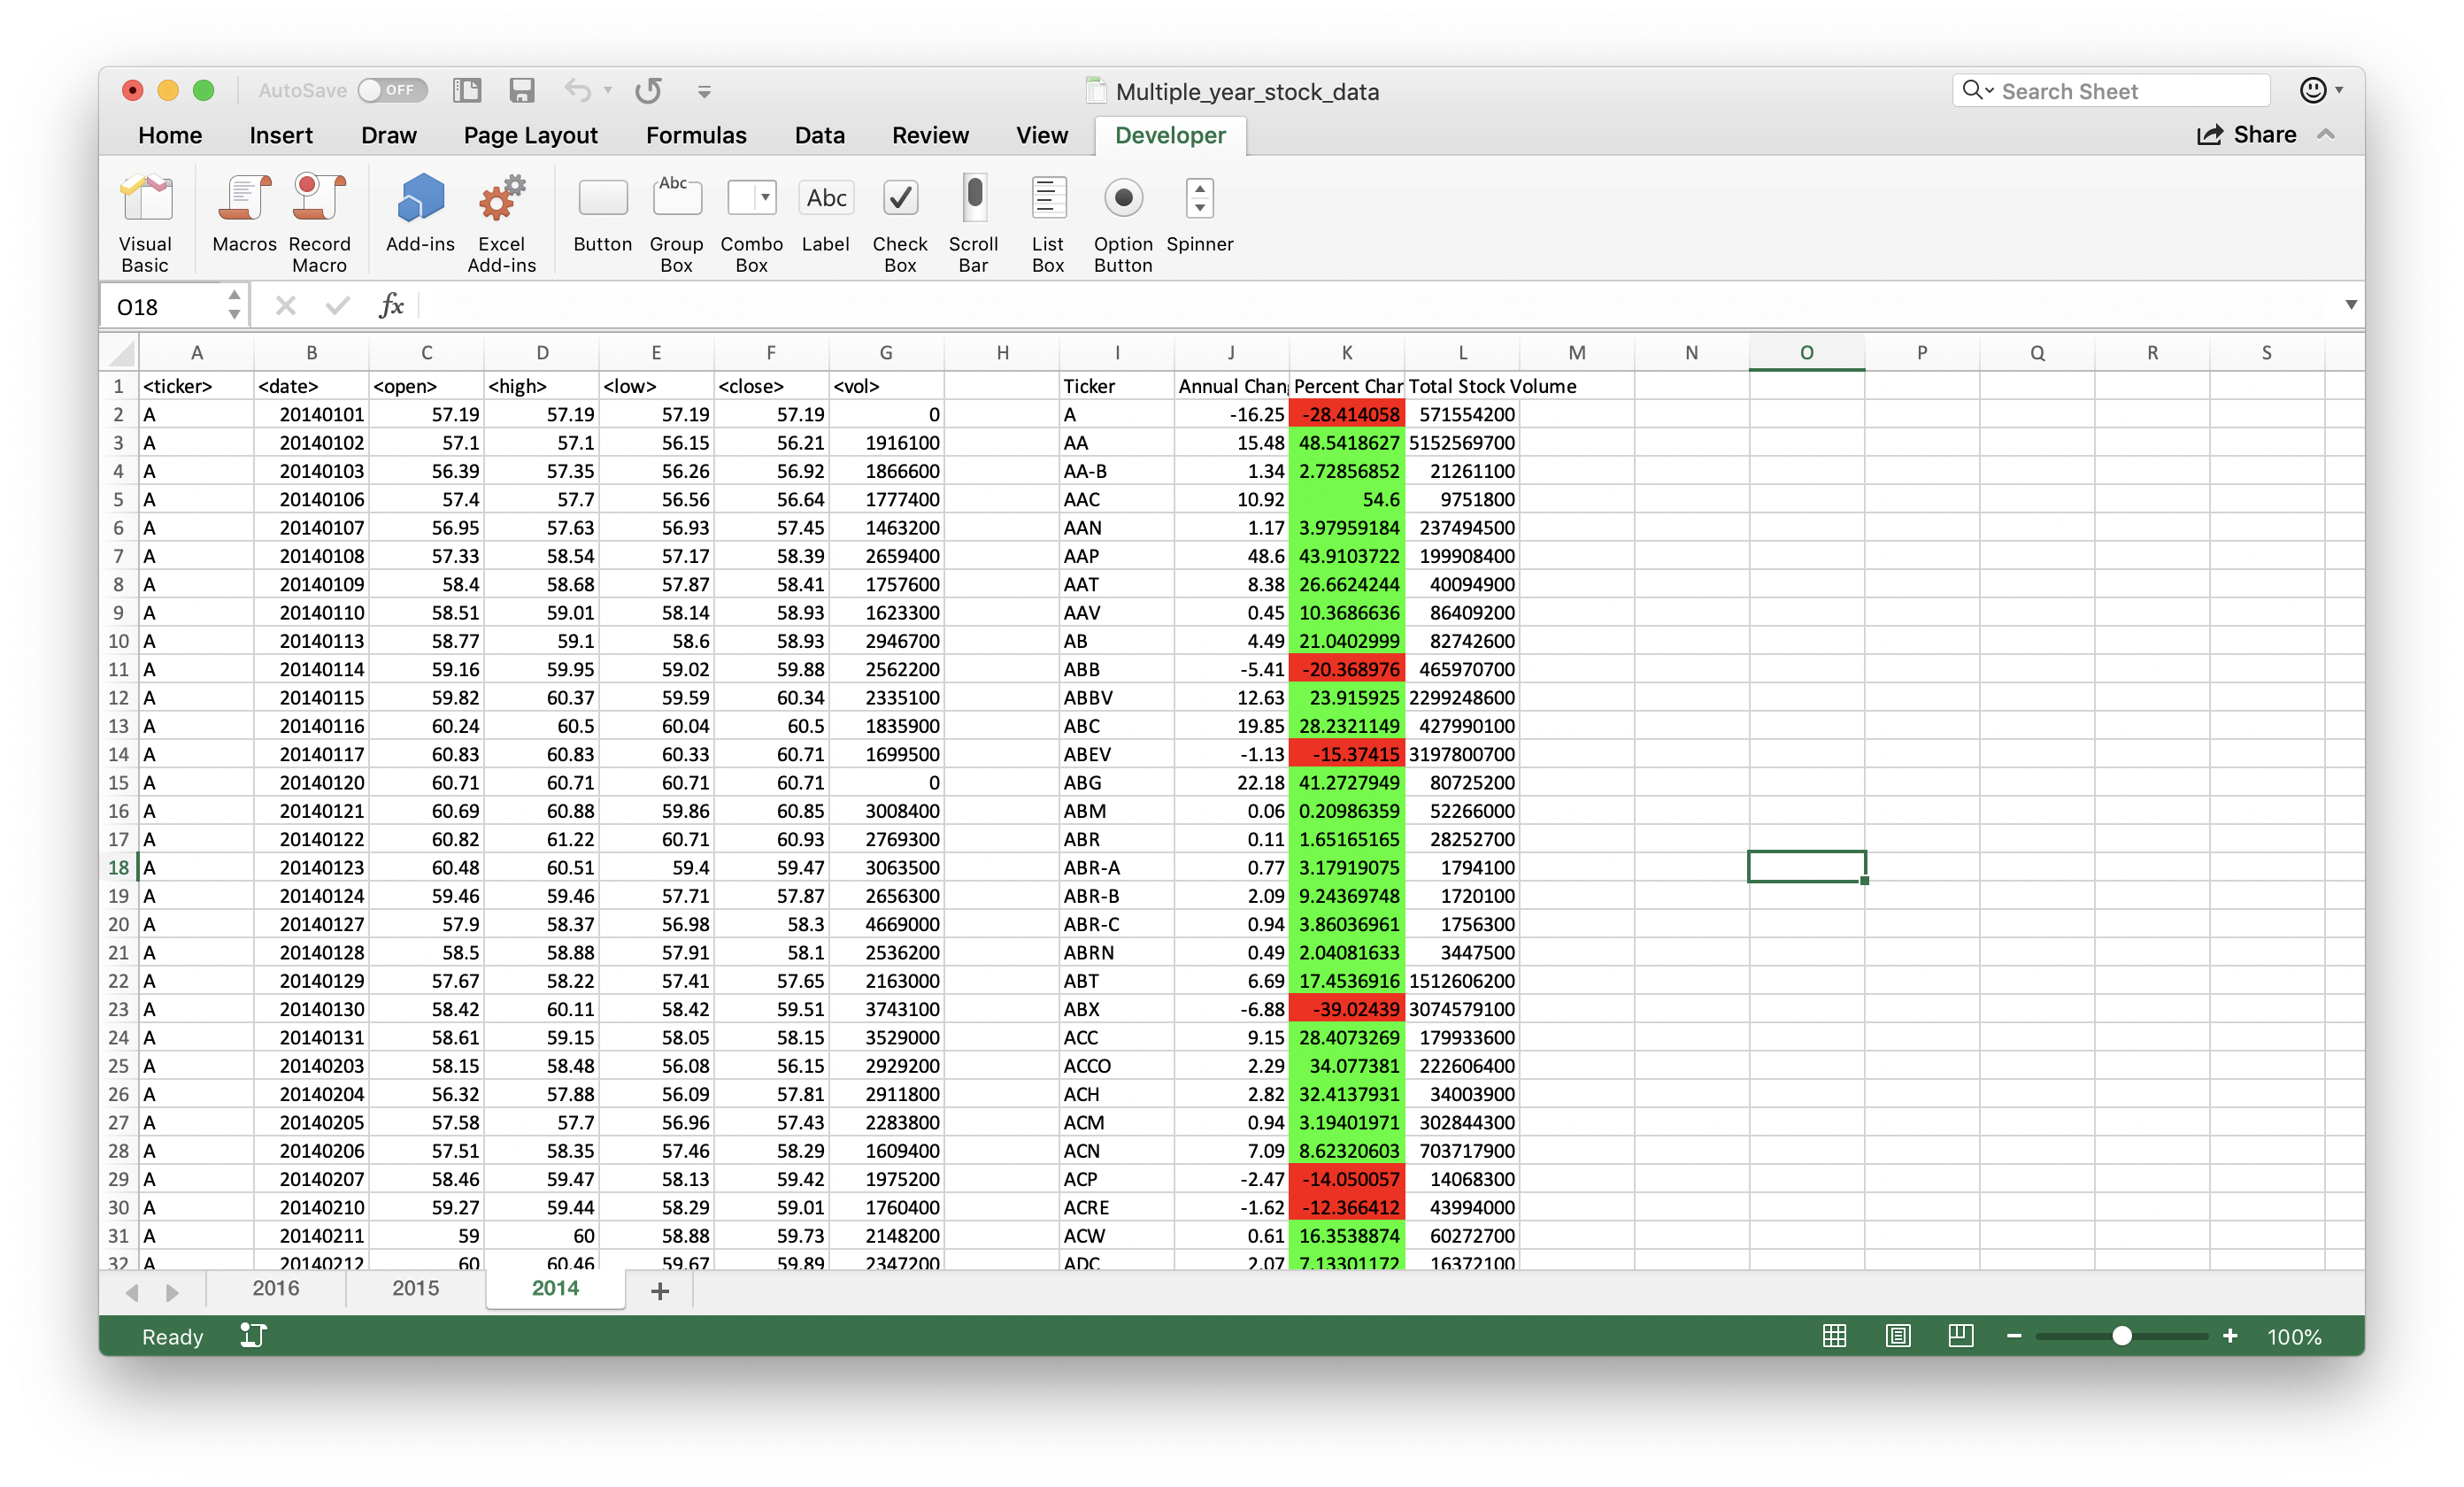 AutoSave OFF Multiple_year_stock_data Search Sheet
Home Insert Draw Page Layout Formulas Data Review View Developer Share
Visual Basic Macros Record Macro Add-ins Excel Add-ins Button Group Box Combo Box Label Check Box Scroll Bar List Box Option Button Spinner
Abc Abc
O18 fx
A B C D E F G H I J K L M N O P Q R S
1 <ticker> <date> <open> <high> <low> <close> <vol> Ticker Annual Chan Percent Char Total Stock Volume
2 A 20140101 57.19 57.19 57.19 57.19 0 A -16.25 -28.414058 571554200
3 A 20140102 57.1 57.1 56.15 56.21 1916100 AA 15.48 48.5418627 5152569700
4 A 20140103 56.39 57.35 56.26 56.92 1866600 AA-B 1.34 2.72856852 21261100
5 A 20140106 57.4 57.7 56.56 56.64 1777400 AAC 10.92 54.6 9751800
6 A 20140107 56.95 57.63 56.93 57.45 1463200 AAN 1.17 3.97959184 237494500
7 A 20140108 57.33 58.54 57.17 58.39 2659400 AAP 48.6 43.9103722 199908400
8 A 20140109 58.4 58.68 57.87 58.41 1757600 AAT 8.38 26.6624244 40094900
9 A 20140110 58.51 59.01 58.14 58.93 1623300 AAV 0.45 10.3686636 86409200
10 A 20140113 58.77 59.1 58.6 58.93 2946700 AB 4.49 21.0402999 82742600
11 A 20140114 59.16 59.95 59.02 59.88 2562200 ABB -5.41 -20.368976 465970700
12 A 20140115 59.82 60.37 59.59 60.34 2335100 ABBV 12.63 23.915925 2299248600
13 A 20140116 60.24 60.5 60.04 60.5 1835900 ABC 19.85 28.2321149 427990100
14 A 20140117 60.83 60.83 60.33 60.71 1699500 ABEV -1.13 -15.37415 3197800700
15 A 20140120 60.71 60.71 60.71 60.71 0 ABG 22.18 41.2727949 80725200
16 A 20140121 60.69 60.88 59.86 60.85 3008400 ABM 0.06 0.20986359 52266000
17 A 20140122 60.82 61.22 60.71 60.93 2769300 ABR 0.11 1.65165165 28252700
18 A 20140123 60.48 60.51 59.4 59.47 3063500 ABR-A 0.77 3.17919075 1794100
19 A 20140124 59.46 59.46 57.71 57.87 2656300 ABR-B 2.09 9.24369748 1720100
20 A 20140127 57.9 58.37 56.98 58.3 4669000 ABR-C 0.94 3.86036961 1756300
21 A 20140128 58.5 58.88 57.91 58.1 2536200 ABRN 0.49 2.04081633 3447500
22 A 20140129 57.67 58.22 57.41 57.65 2163000 ABT 6.69 17.4536916 1512606200
23 A 20140130 58.42 60.11 58.42 59.51 3743100 ABX -6.88 -39.02439 3074579100
24 A 20140131 58.61 59.15 58.05 58.15 3529000 ACC 9.15 28.4073269 179933600
25 A 20140203 58.15 58.48 56.08 56.15 2929200 ACCO 2.29 34.077381 222606400
26 A 20140204 56.32 57.88 56.09 57.81 2911800 ACH 2.82 32.4137931 34003900
27 A 20140205 57.58 57.7 56.96 57.43 2283800 ACM 0.94 3.19401971 302844300
28 A 20140206 57.51 58.35 57.46 58.29 1609400 ACN 7.09 8.62320603 703717900
29 A 20140207 58.46 59.47 58.13 59.42 1975200 ACP -2.47 -14.050057 14068300
30 A 20140210 59.27 59.44 58.29 59.01 1760400 ACRE -1.62 -12.366412 43994000
31 A 20140211 59 60 58.88 59.73 2148200 ACW 0.61 16.3538874 60272700
32 A 20140212 60 60.46 59.67 59.89 2347200 ADC 2.07 7.13301172 16372100
2016 2015 2014 +
Ready 100%